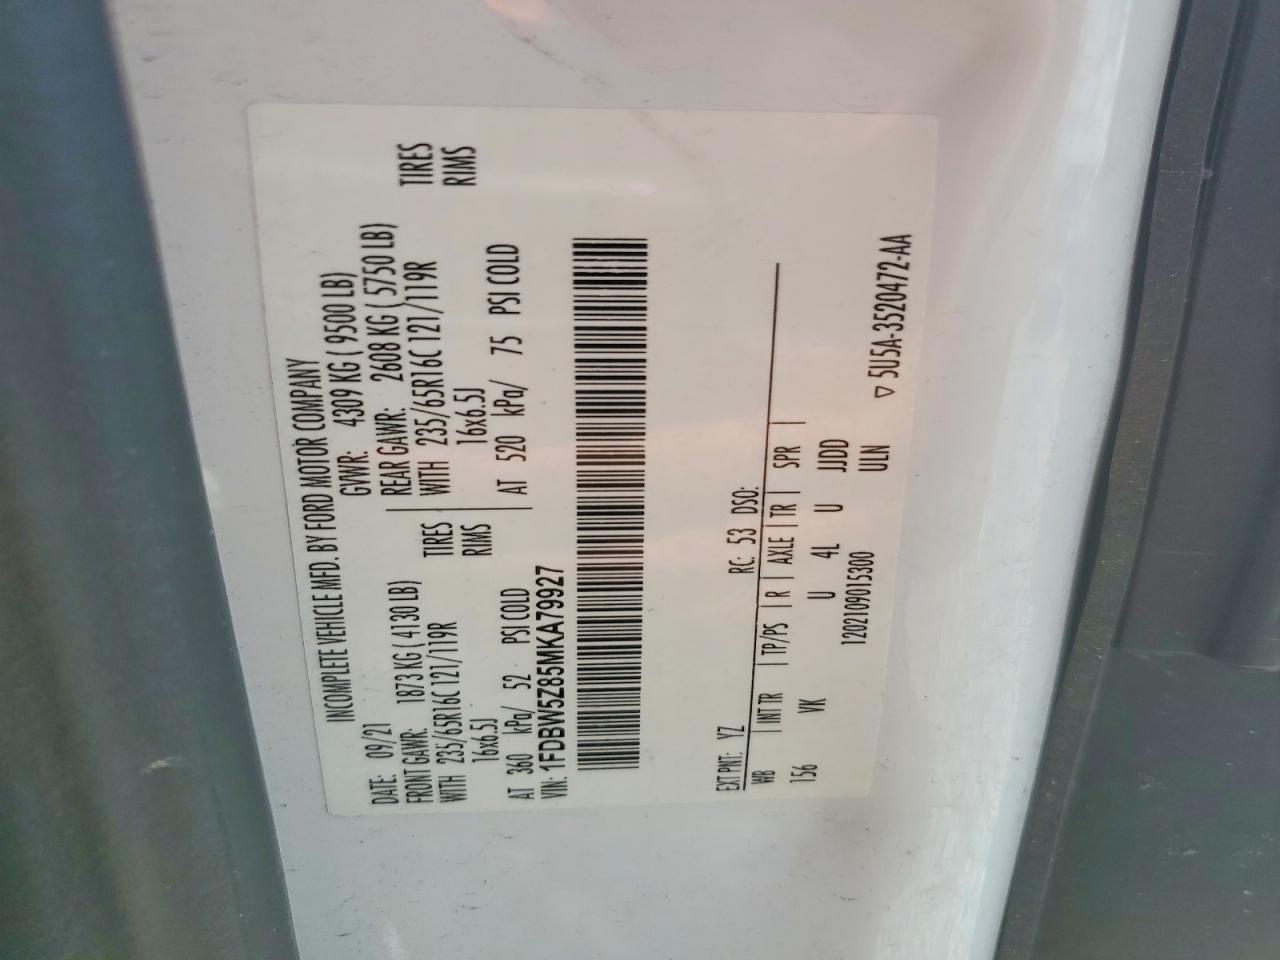 INCOMPLETE VEHICLE MFD. BY FORD MOTOR COMPANY
DATE: 09/21 GVWR: 4309 KG ( 9500 LB)
FRONT GAWR: 1873 KG ( 4130 LB) REAR GAWR: 2608 KG ( 5750 LB)
WITH 235/65R16C 121/119R TIRES WITH 235/65R16C 121/119R TIRES
16x6.5J RIMS 16x6.5J RIMS
AT 360 kPa/ 52 PSI COLD AT 520 kPa/ 75 PSI COLD
VIN: 1FDBW5Z85MKA79927
EXT PNT: YZ RC: 53 DSO:
WB | INT TR | TP/PS | R | AXLE | TR | SPR |
156 VK U 4L U JJDD
1202109015300 ULN
▽ 5U5A-3520472-AA